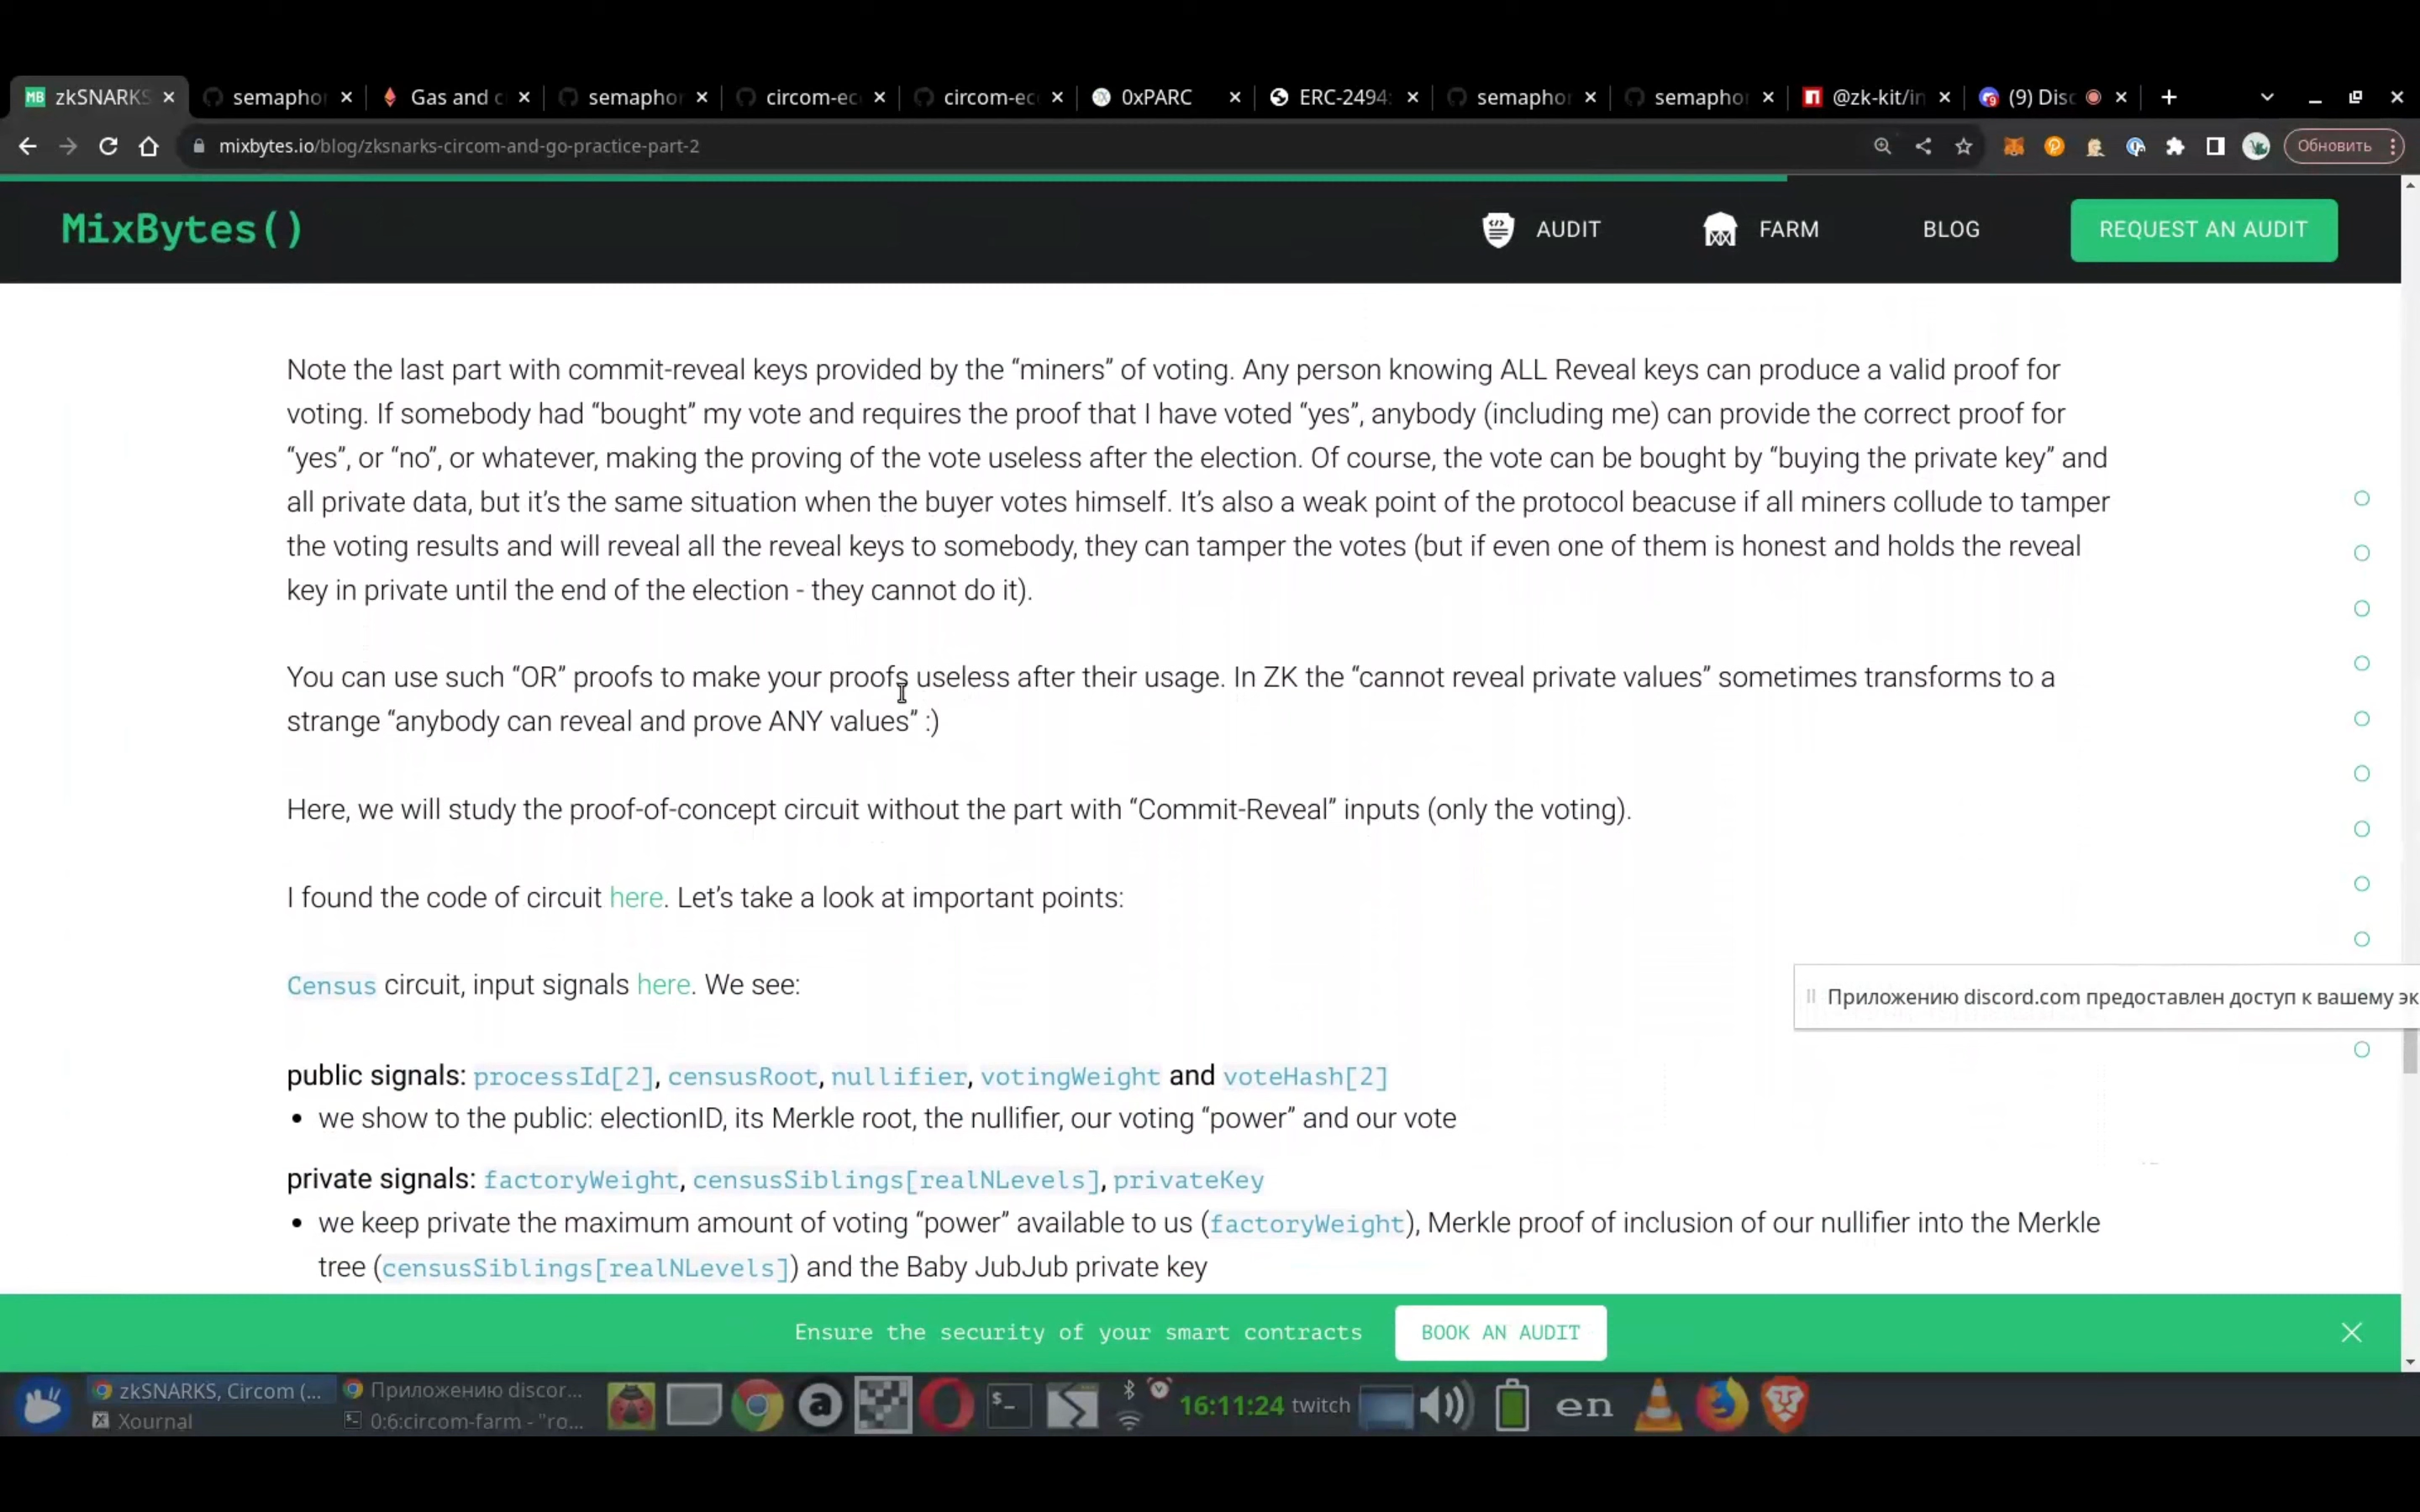 zkSNARKS
semapho
Gas and c
semapho
circom-ec
circom-ec
0xPARC
ERC-2494:
semapho
semapho
@zk-kit/in
(9) Disc
mixbytes.io/blog/zksnarks-circom-and-go-practice-part-2
Обновить
MixBytes()
AUDIT
FARM
BLOG
REQUEST AN AUDIT
Note the last part with commit-reveal keys provided by the “miners” of voting. Any person knowing ALL Reveal keys can produce a valid proof for
voting. If somebody had “bought” my vote and requires the proof that I have voted “yes”, anybody (including me) can provide the correct proof for
“yes”, or “no”, or whatever, making the proving of the vote useless after the election. Of course, the vote can be bought by “buying the private key” and
all private data, but it’s the same situation when the buyer votes himself. It’s also a weak point of the protocol beacuse if all miners collude to tamper
the voting results and will reveal all the reveal keys to somebody, they can tamper the votes (but if even one of them is honest and holds the reveal
key in private until the end of the election - they cannot do it).
You can use such “OR” proofs to make your proofs useless after their usage. In ZK the “cannot reveal private values” sometimes transforms to a
strange “anybody can reveal and prove ANY values” :)
Here, we will study the proof-of-concept circuit without the part with “Commit-Reveal” inputs (only the voting).
I found the code of circuit here. Let’s take a look at important points:
Census circuit, input signals here. We see:
Приложению discord.com предоставлен доступ к вашему эк
public signals: processId[2], censusRoot, nullifier, votingWeight and voteHash[2]
• we show to the public: electionID, its Merkle root, the nullifier, our voting “power” and our vote
private signals: factoryWeight, censusSiblings[realNLevels], privateKey
• we keep private the maximum amount of voting “power” available to us (factoryWeight), Merkle proof of inclusion of our nullifier into the Merkle
tree (censusSiblings[realNLevels]) and the Baby JubJub private key
Ensure the security of your smart contracts
BOOK AN AUDIT
zkSNARKS, Circom (...
Приложению discor...
Xournal
0:6:circom-farm - "ro...
16:11:24 twitch
en